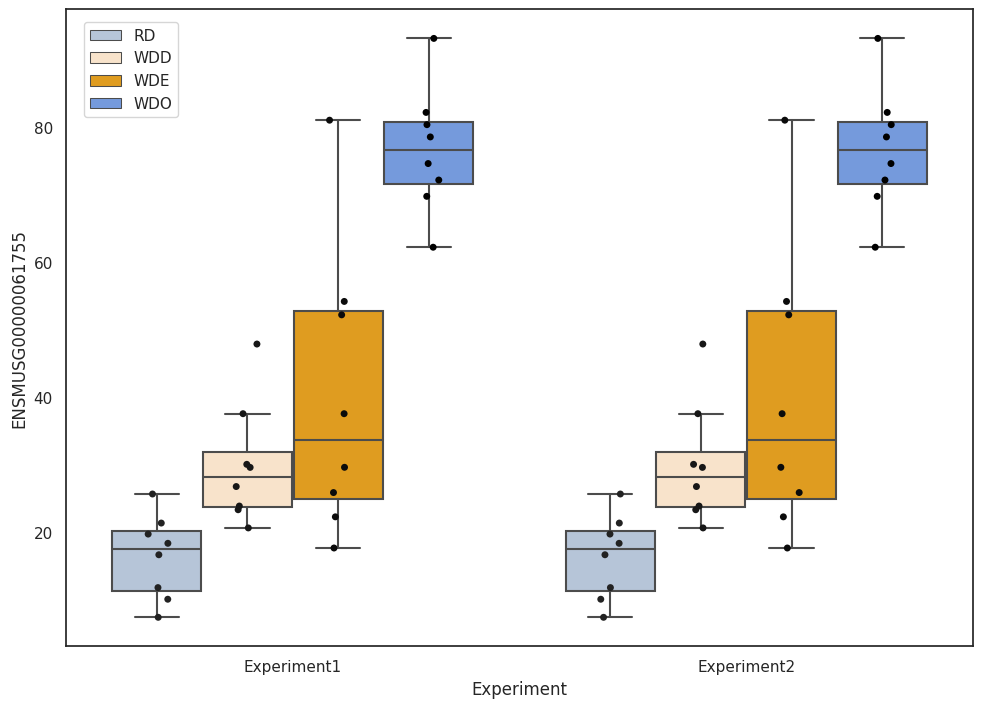 RD
WDD
WDE
WDO
80
60
40
20
ENSMUSG00000061755
Experiment1
Experiment2
Experiment